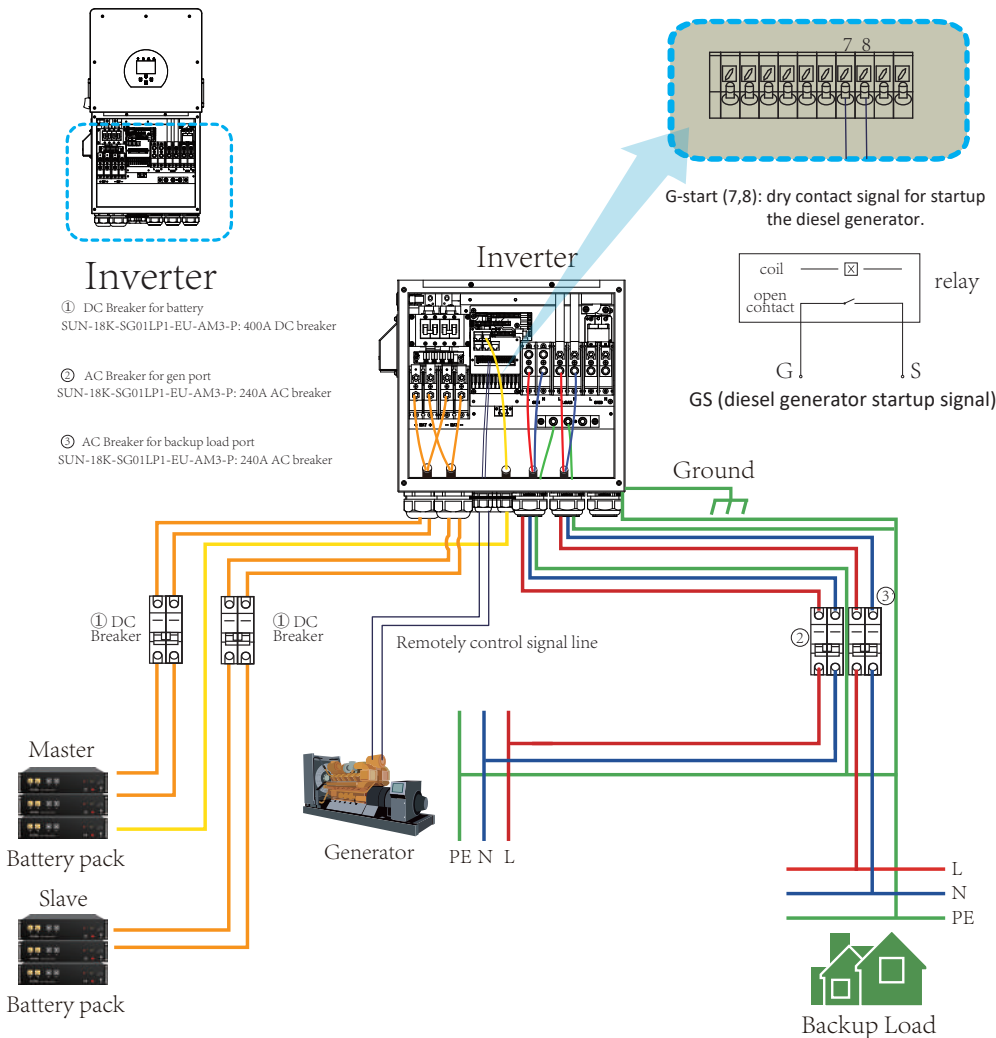 7 8
G-start (7,8): dry contact signal for startup
the diesel generator.
Inverter
① DC Breaker for battery
SUN-18K-SG01LP1-EU-AM3-P: 400A DC breaker
② AC Breaker for gen port
SUN-18K-SG01LP1-EU-AM3-P: 240A AC breaker
③ AC Breaker for backup load port
SUN-18K-SG01LP1-EU-AM3-P: 240A AC breaker
Inverter
coil
X
open
contact
relay
G
S
GS (diesel generator startup signal)
Ground
① DC
Breaker
① DC
Breaker
Remotely control signal line
②
③
Master
Battery pack
Slave
Battery pack
Generator
PE N L
L
N
PE
Backup Load